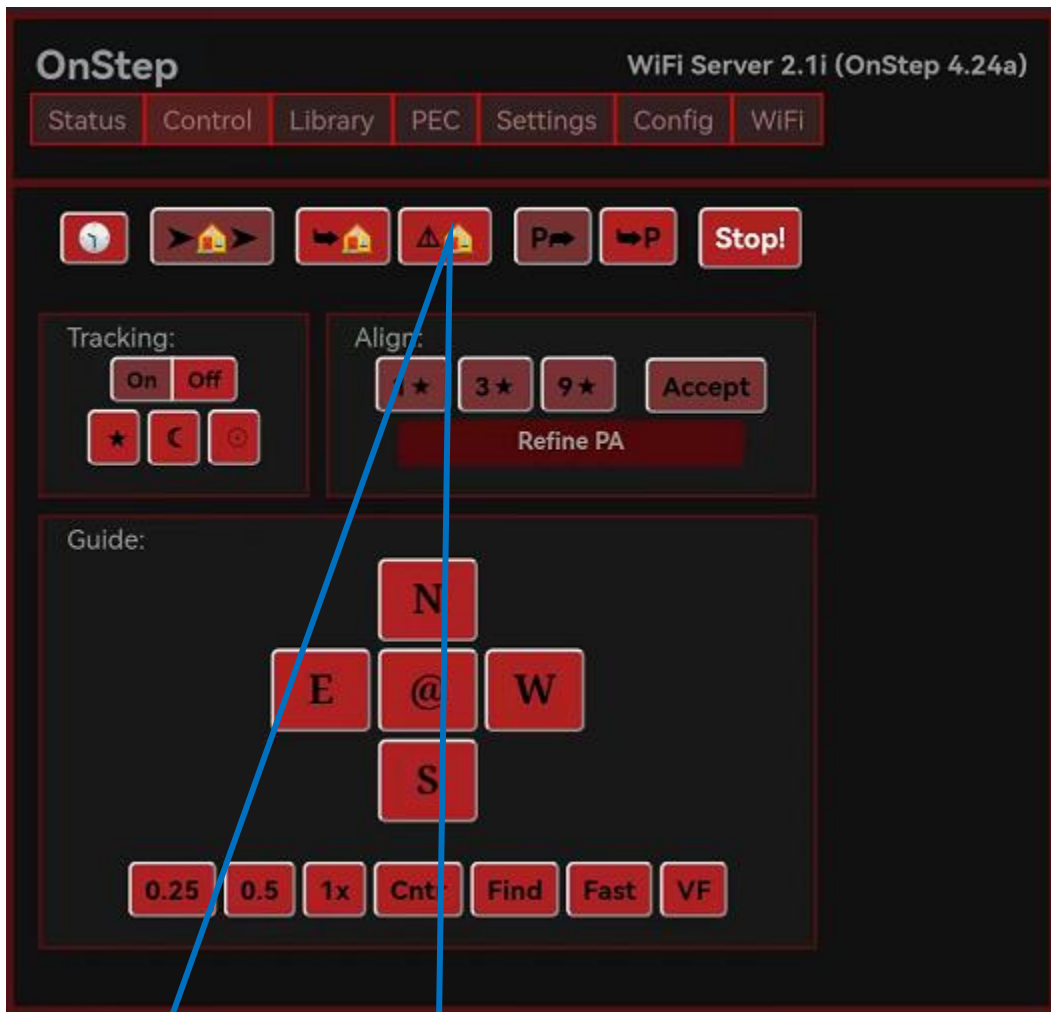 OnStep
WiFi Server 2.1i (OnStep 4.24a)
Status Control Library PEC Settings Config WiFi
P P Stop!
Tracking: Align:
On Off 3★ 9★ Accept
Refine PA
Guide:
N
E @ W
S
0.25 0.5 1x Cntr Find Fast VF